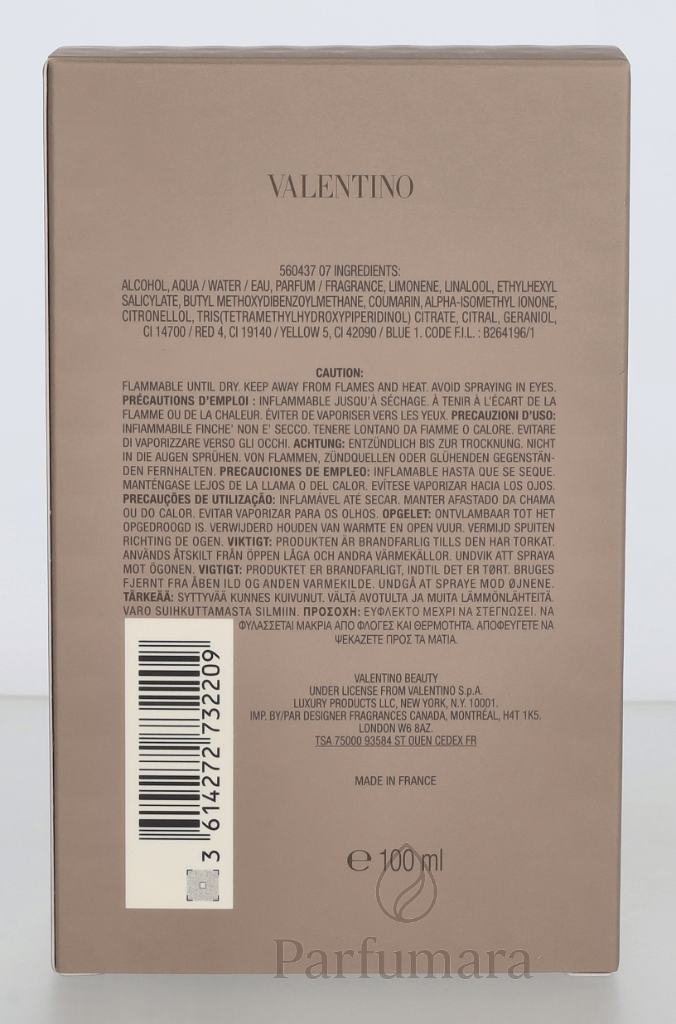 VALENTINO
560437 07 INGREDIENTS:
ALCOHOL, AQUA / WATER / EAU, PARFUM / FRAGRANCE, LIMONENE, LINALOOL, ETHYLHEXYL
SALICYLATE, BUTYL METHOXYDIBENZOYLMETHANE, COUMARIN, ALPHA-ISOMETHYL IONONE,
CITRONELLOL, TRIS(TETRAMETHYLHYDROXYPIPERIDINOL) CITRATE, CITRAL, GERANIOL,
CI 14700 / RED 4, CI 19140 / YELLOW 5, CI 42090 / BLUE 1. CODE F.I.L. : B264196/1
CAUTION:
FLAMMABLE UNTIL DRY. KEEP AWAY FROM FLAMES AND HEAT. AVOID SPRAYING IN EYES.
PRÉCAUTIONS D'EMPLOI : INFLAMMABLE JUSQU'À SÉCHAGE. À TENIR À L'ÉCART DE LA
FLAMME OU DE LA CHALEUR. ÉVITER DE VAPORISER VERS LES YEUX. PRECAUZIONI D'USO:
INFIAMMABILE FINCHE' NON E' SECCO. TENERE LONTANO DA FIAMME O CALORE. EVITARE
DI VAPORIZZARE VERSO GLI OCCHI. ACHTUNG: ENTZÜNDLICH BIS ZUR TROCKNUNG. NICHT
IN DIE AUGEN SPRÜHEN. VON FLAMMEN, ZÜNDQUELLEN ODER GLÜHENDEN GEGENSTÄN-
DEN FERNHALTEN. PRECAUCIONES DE EMPLEO: INFLAMABLE HASTA QUE SE SEQUE.
MANTÉNGASE LEJOS DE LA LLAMA O DEL CALOR. EVÍTESE VAPORIZAR HACIA LOS OJOS.
PRECAUÇÕES DE UTILIZAÇÃO: INFLAMÁVEL ATÉ SECAR. MANTER AFASTADO DA CHAMA
OU DO CALOR. EVITAR VAPORIZAR PARA OS OLHOS. OPGELET: ONTVLAMBAAR TOT HET
OPGEDROOGD IS. VERWIJDERD HOUDEN VAN WARMTE EN OPEN VUUR. VERMIJD SPUITEN
RICHTING DE OGEN. VIKTIGT: PRODUKTEN ÄR BRANDFARLIG TILLS DEN HAR TORKAT.
ANVÄNDS ÅTSKILT FRÅN ÖPPEN LÅGA OCH ANDRA VÄRMEKÄLLOR. UNDVIK ATT SPRAYA
MOT ÖGONEN. VIGTIGT: PRODUKTET ER BRANDFARLIGT, INDTIL DET ER TØRT. BRUGES
FJERNT FRA ÅBEN ILD OG ANDEN VARMEKILDE. UNDGÅ AT SPRAYE MOD ØJNENE.
TÄRKEÄÄ: SYTTYVÄÄ KUNNES KUIVUNUT. VÄLTÄ AVOTULTA JA MUITA LÄMMÖNLÄHTEITÄ.
VARO SUIHKUTTAMASTA SILMIIN. ΠΡΟΣΟΧΗ: ΕΥΦΛΕΚΤΟ ΜΕΧΡΙ ΝΑ ΣΤΕΓΝΩΣΕΙ. ΝΑ
ΦΥΛΑΣΣΕΤΑΙ ΜΑΚΡΙΑ ΑΠΟ ΦΛΟΓΕΣ ΚΑΙ ΘΕΡΜΟΤΗΤΑ. ΑΠΟΦΕΥΓΕΤΕ ΝΑ
ΨΕΚΑΖΕΤΕ ΠΡΟΣ ΤΑ ΜΑΤΙΑ.
VALENTINO BEAUTY
UNDER LICENSE FROM VALENTINO S.p.A.
LUXURY PRODUCTS LLC, NEW YORK, N.Y. 10001.
IMP. BY/PAR DESIGNER FRAGRANCES CANADA, MONTRÉAL, H4T 1K5.
LONDON W6 8AZ.
TSA 75000 93584 ST OUEN CEDEX FR
MADE IN FRANCE
3 614272 732209
℮ 100 ml
Parfumara